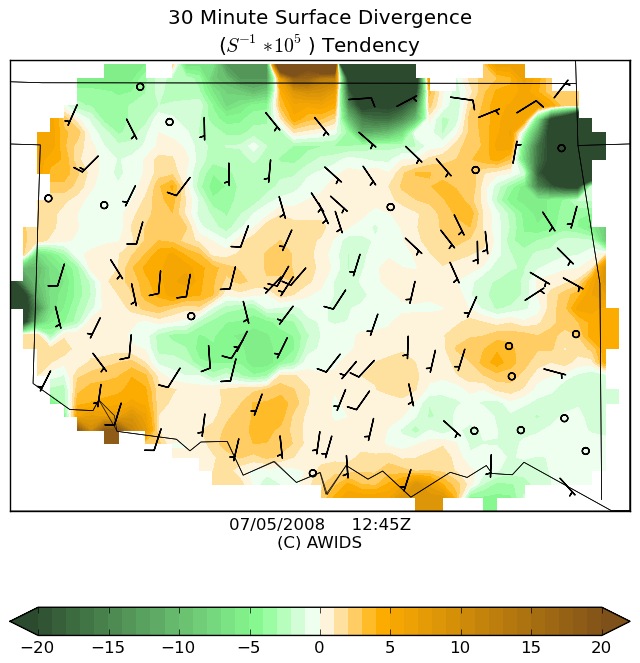 30 Minute Surface Divergence
(S⁻¹ * 10⁵ ) Tendency
07/05/2008 12:45Z
(C) AWIDS
−20 −15 −10 −5 0 5 10 15 20